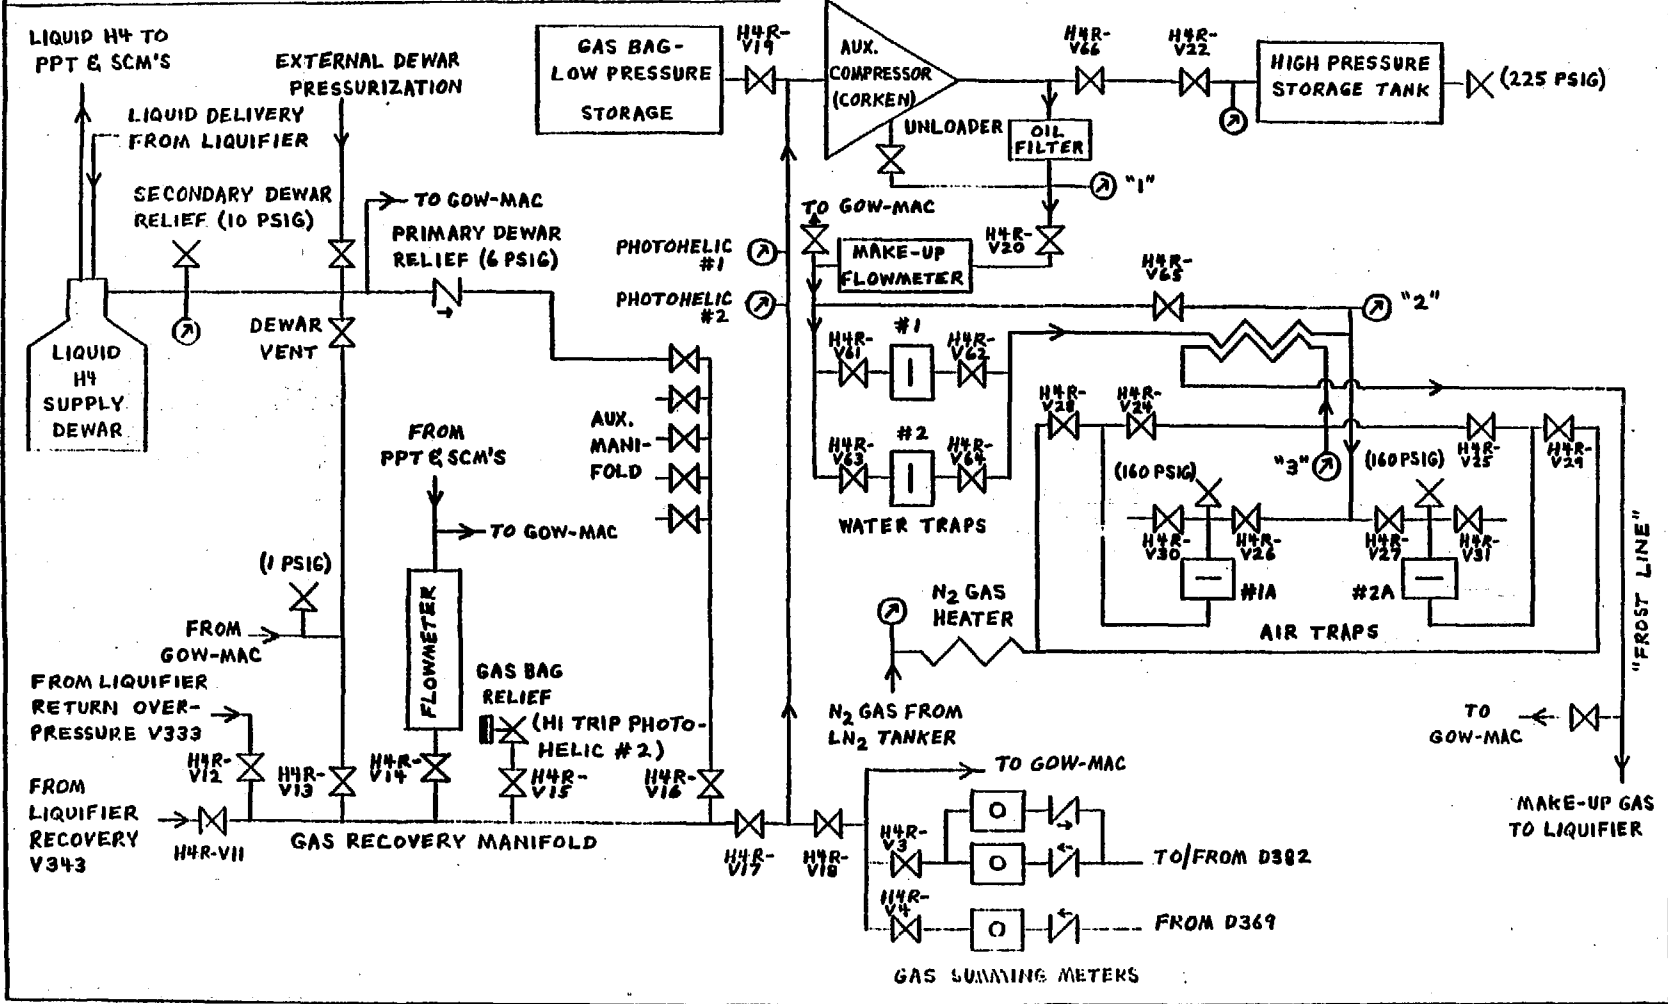 LIQUID H4 TO
PPT & SCM'S
EXTERNAL DEWAR
PRESSURIZATION
LIQUID DELIVERY
FROM LIQUIFIER
SECONDARY DEWAR
RELIEF (10 PSIG)
TO GOW-MAC
PRIMARY DEWAR
RELIEF (6 PSIG)
DEWAR
VENT
LIQUID
H4
SUPPLY
DEWAR
GAS BAG-
LOW PRESSURE
STORAGE
H4R-
V19
AUX.
COMPRESSOR
(CORKEN)
UNLOADER
H4R-
V66
H4R-
V22
HIGH PRESSURE
STORAGE TANK
(225 PSIG)
OIL
FILTER
"1"
TO GOW-MAC
H4R-
V20
MAKE-UP
FLOWMETER
PHOTOHELIC
#1
PHOTOHELIC
#2
H4R-
V65
"2"
#1
H4R-
V61
H4R-
V62
#2
H4R-
V63
H4R-
V64
WATER TRAPS
H4R-
V28
H4R-
V24
H4R-
V25
H4R-
V29
"3"
(160 PSIG)
(160 PSIG)
H4R-
V30
H4R-
V26
H4R-
V27
H4R-
V31
#1A
#2A
AIR TRAPS
"FROST LINE"
N2 GAS
HEATER
N2 GAS FROM
LN2 TANKER
TO
GOW-MAC
MAKE-UP GAS
TO LIQUIFIER
AUX.
MANI-
FOLD
FROM
PPT & SCM'S
TO GOW-MAC
FLOWMETER
(1 PSIG)
FROM
GOW-MAC
GAS BAG
RELIEF
(HI TRIP PHOTO-
HELIC #2)
FROM LIQUIFIER
RETURN OVER-
PRESSURE V333
H4R-
V12
H4R-
V13
H4R-
V14
H4R-
V15
H4R-
V16
FROM
LIQUIFIER
RECOVERY
V343
H4R-V11
GAS RECOVERY MANIFOLD
H4R-
V17
H4R-
V18
TO GOW-MAC
H4R-
V3
O
O
TO/FROM D382
H4R-
V4
O
FROM D369
GAS SUMMING METERS